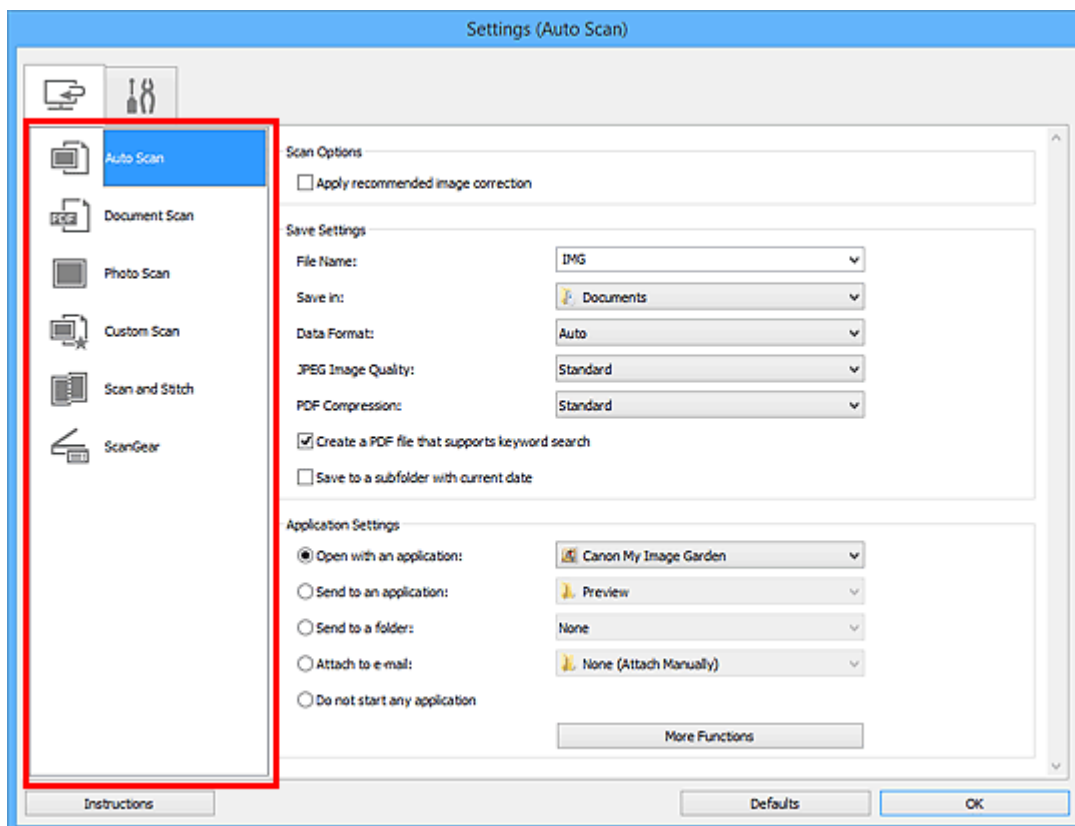 Settings (Auto Scan)
Auto Scan
PDF
Document Scan
Photo Scan
Custom Scan
Scan and Stitch
ScanGear
Scan Options
Apply recommended image correction
Save Settings
File Name: IMG
Save in: Documents
Data Format: Auto
JPEG Image Quality: Standard
PDF Compression: Standard
Create a PDF file that supports keyword search
Save to a subfolder with current date
Application Settings
Open with an application: Canon My Image Garden
Send to an application: Preview
Send to a folder: None
Attach to e-mail: None (Attach Manually)
Do not start any application
More Functions
Instructions Defaults OK